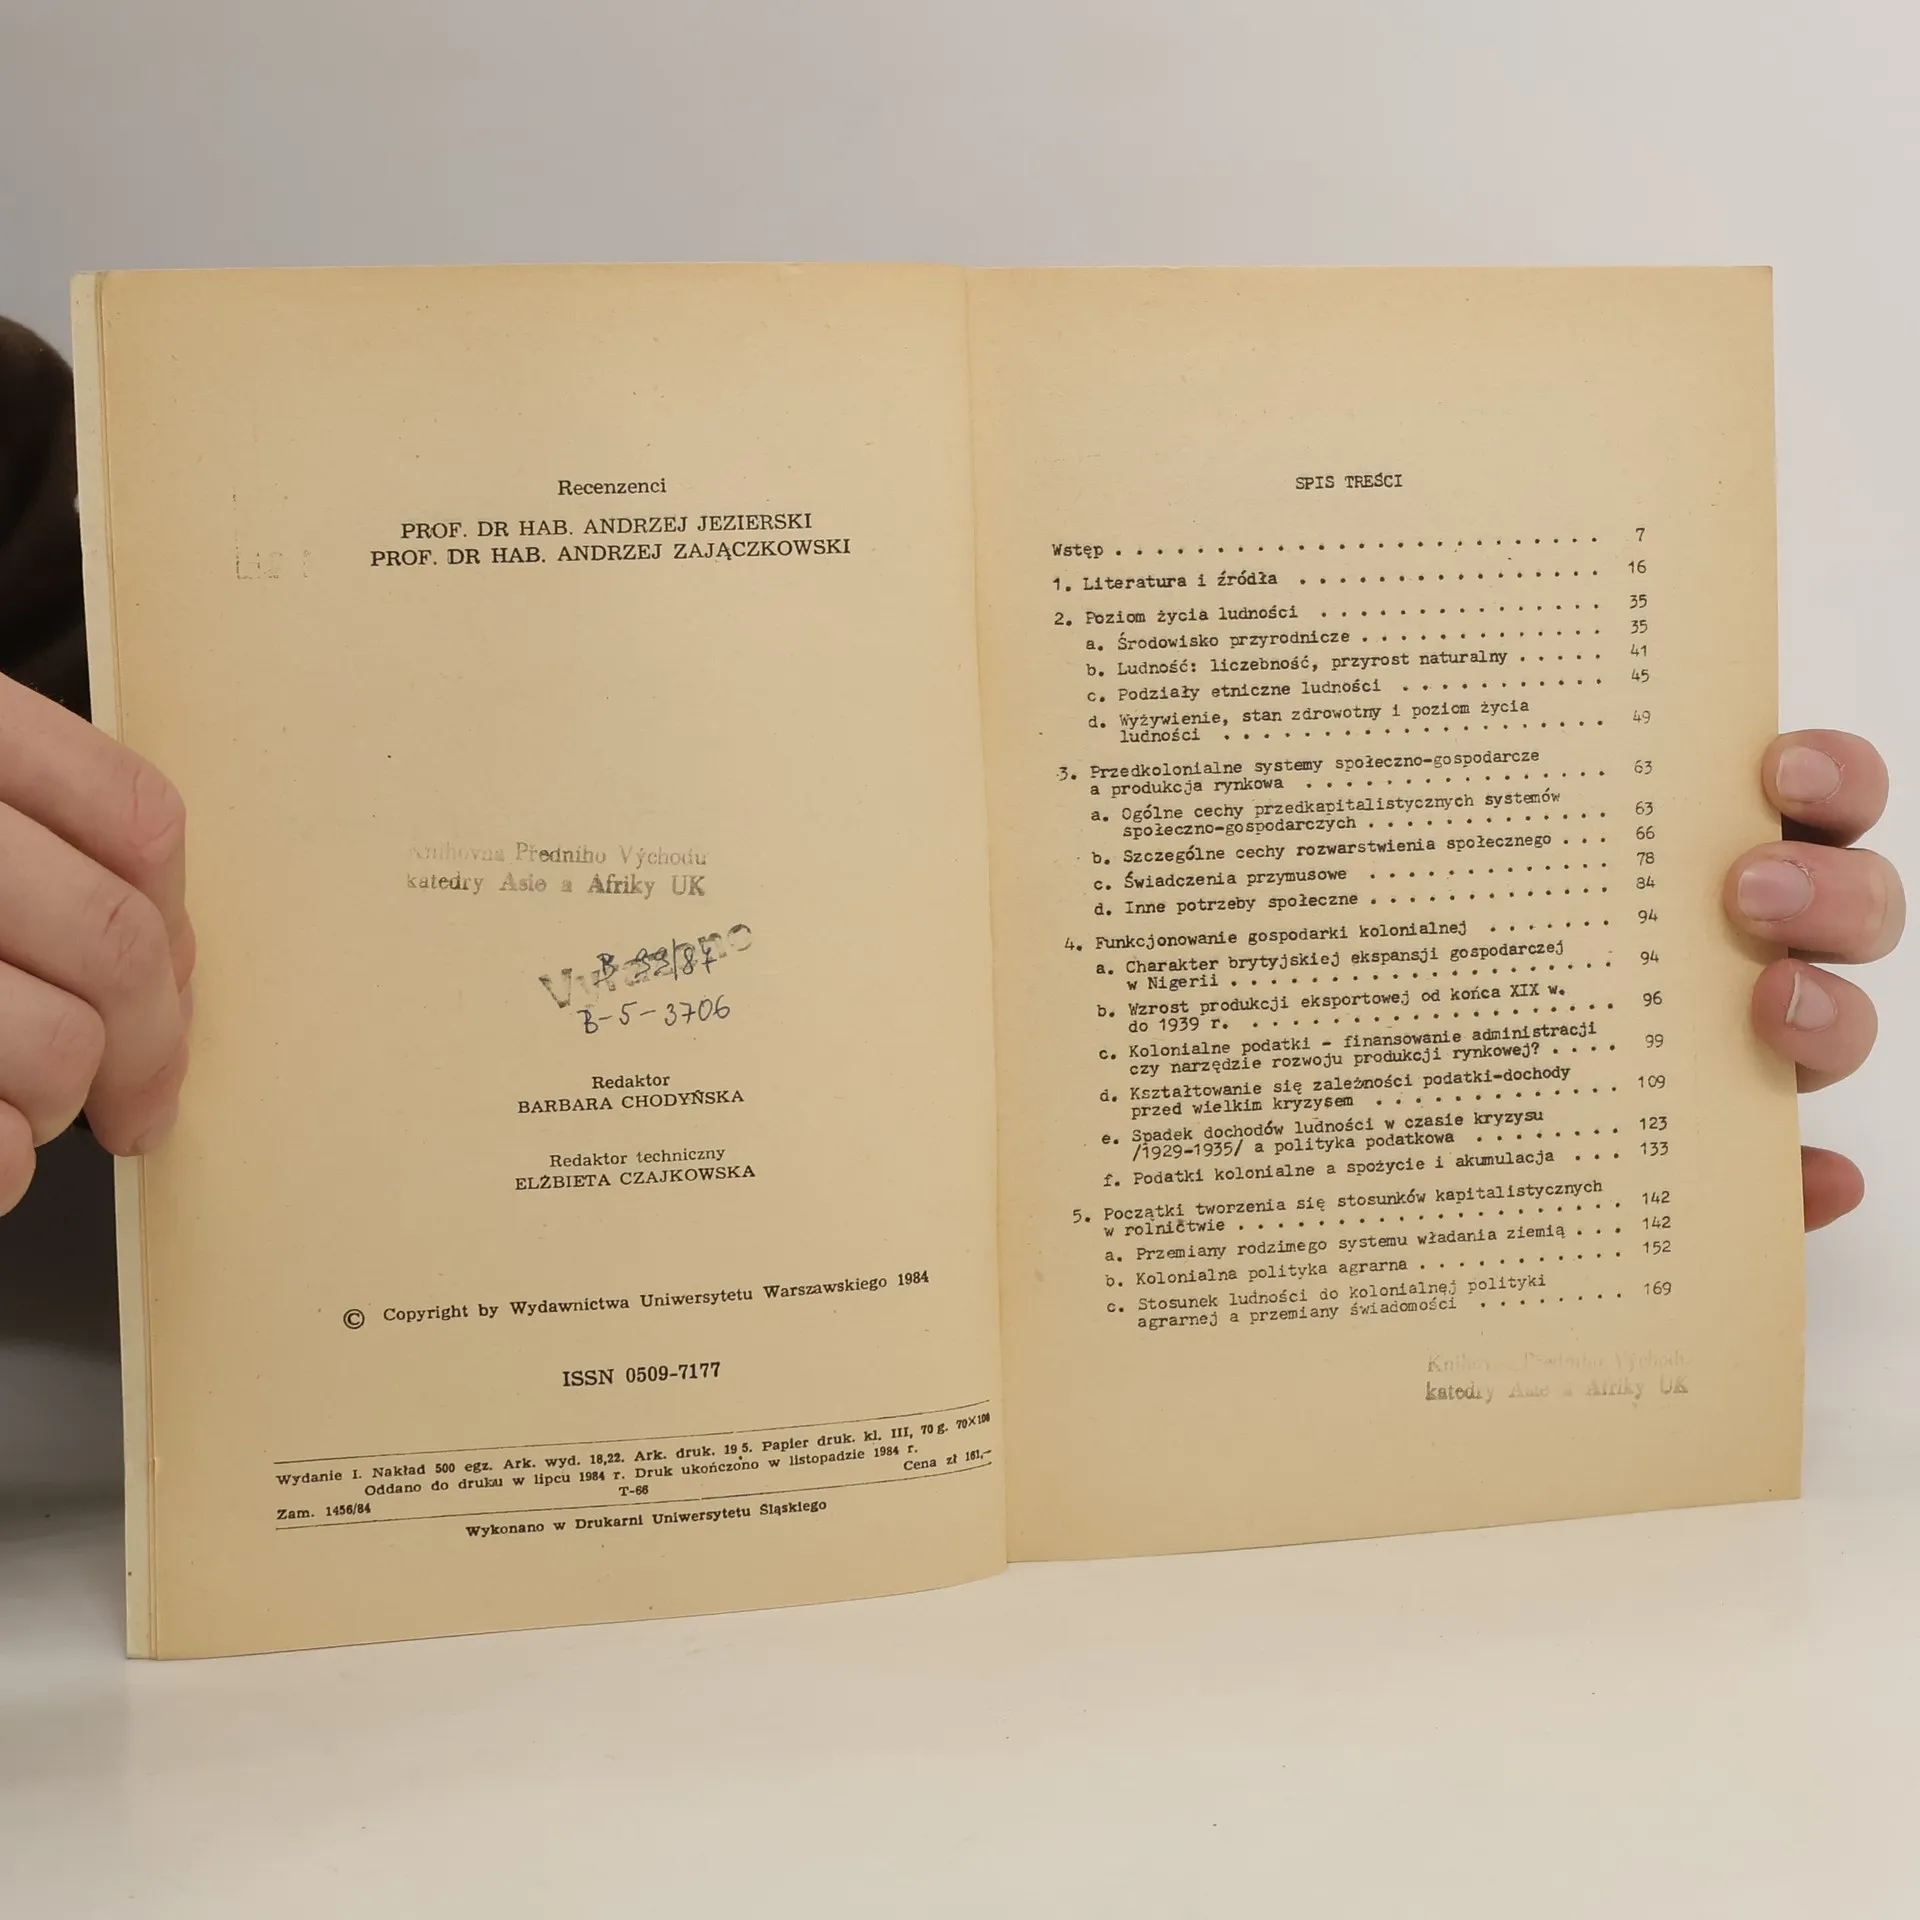 Recenzenci
PROF. DR HAB. ANDRZEJ JEZIERSKI
PROF. DR HAB. ANDRZEJ ZAJĄCZKOWSKI
Knihovna Předního Východu
katedry Asie a Afriky UK
B 99/87
B-5-3706
Redaktor
BARBARA CHODYŃSKA
Redaktor techniczny
ELŻBIETA CZAJKOWSKA
© Copyright by Wydawnictwa Uniwersytetu Warszawskiego 1984
ISSN 0509-7177
Wydanie I. Nakład 500 egz. Ark. wyd. 18,22. Ark. druk. 19 5. Papier druk. kl. III, 70 g. 70×100
Oddano do druku w lipcu 1984 r. Druk ukończono w listopadzie 1984 r.
Zam. 1456/84 T-66 Cena zł 161,—
Wykonano w Drukarni Uniwersytetu Śląskiego
SPIS TREŚCI
Wstęp . . . . . . . . . . . . . . . . . . . . . . . . 7
1. Literatura i źródła . . . . . . . . . . . . . . . 16
2. Poziom życia ludności . . . . . . . . . . . . . . 35
a. Środowisko przyrodnicze . . . . . . . . . . . . 35
b. Ludność: liczebność, przyrost naturalny . . . . . 41
c. Podziały etniczne ludności . . . . . . . . . . 45
d. Wyżywienie, stan zdrowotny i poziom życia
ludności . . . . . . . . . . . . . . . . . . 49
3. Przedkolonialne systemy społeczno-gospodarcze
a produkcja rynkowa . . . . . . . . . . . . . . . 63
a. Ogólne cechy przedkapitalistycznych systemów
społeczno-gospodarczych . . . . . . . . . . . . 63
b. Szczególne cechy rozwarstwienia społecznego . . . 66
c. Świadczenia przymusowe . . . . . . . . . . . . 78
d. Inne potrzeby społeczne . . . . . . . . . . . . 84
4. Funkcjonowanie gospodarki kolonialnej . . . . . . . 94
a. Charakter brytyjskiej ekspansji gospodarczej
w Nigerii . . . . . . . . . . . . . . . . . . 94
b. Wzrost produkcji eksportowej od końca XIX w.
do 1939 r. . . . . . . . . . . . . . . . . . 96
c. Kolonialne podatki - finansowanie administracji
czy narzędzie rozwoju produkcji rynkowej? . . . . 99
d. Kształtowanie się zależności podatki-dochody
przed wielkim kryzysem . . . . . . . . . . . . 109
e. Spadek dochodów ludności w czasie kryzysu
/1929-1935/ a polityka podatkowa . . . . . . . . 123
f. Podatki kolonialne a spożycie i akumulacja . . . 133
5. Początki tworzenia się stosunków kapitalistycznych
w rolnictwie . . . . . . . . . . . . . . . . . . 142
a. Przemiany rodzimego systemu władania ziemią . . . 142
b. Kolonialna polityka agrarna . . . . . . . . . . 152
c. Stosunek ludności do kolonialnej polityki
agrarnej a przemiany świadomości . . . . . . . . 169
Knihovna Předního Východu
katedry Asie a Afriky UK